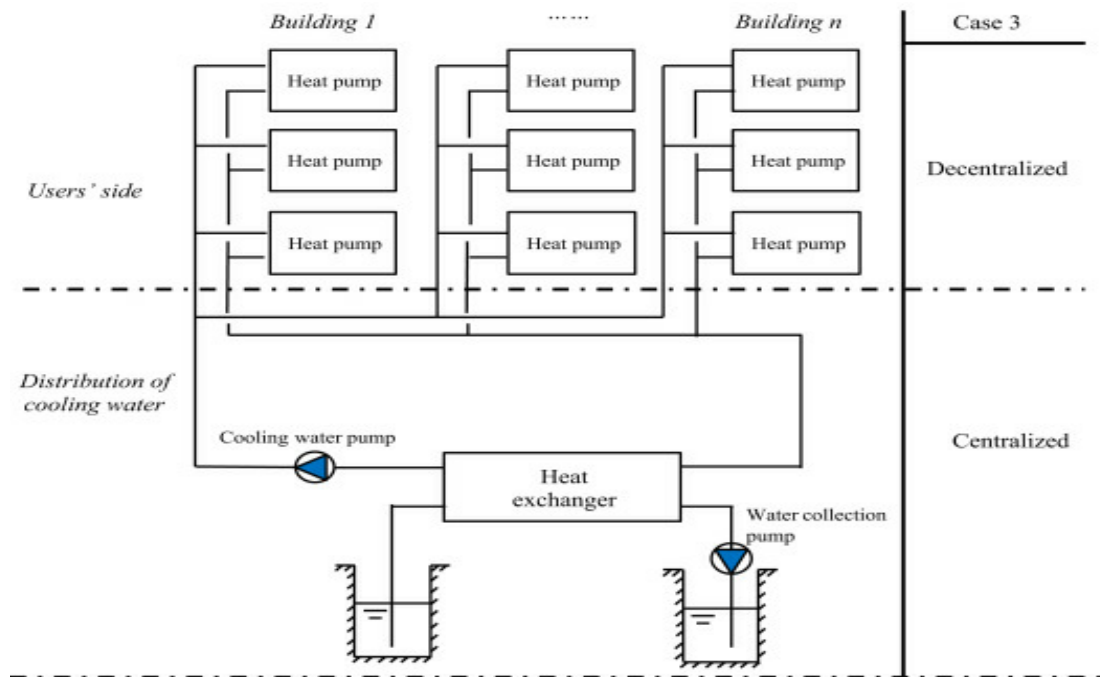 Building 1
......
Building n
Case 3
Heat pump
Heat pump
Heat pump
Heat pump
Heat pump
Heat pump
Decentralized
Users' side
Heat pump
Heat pump
Heat pump
Distribution of
cooling water
Cooling water pump
Centralized
Heat
exchanger
Water collection
pump